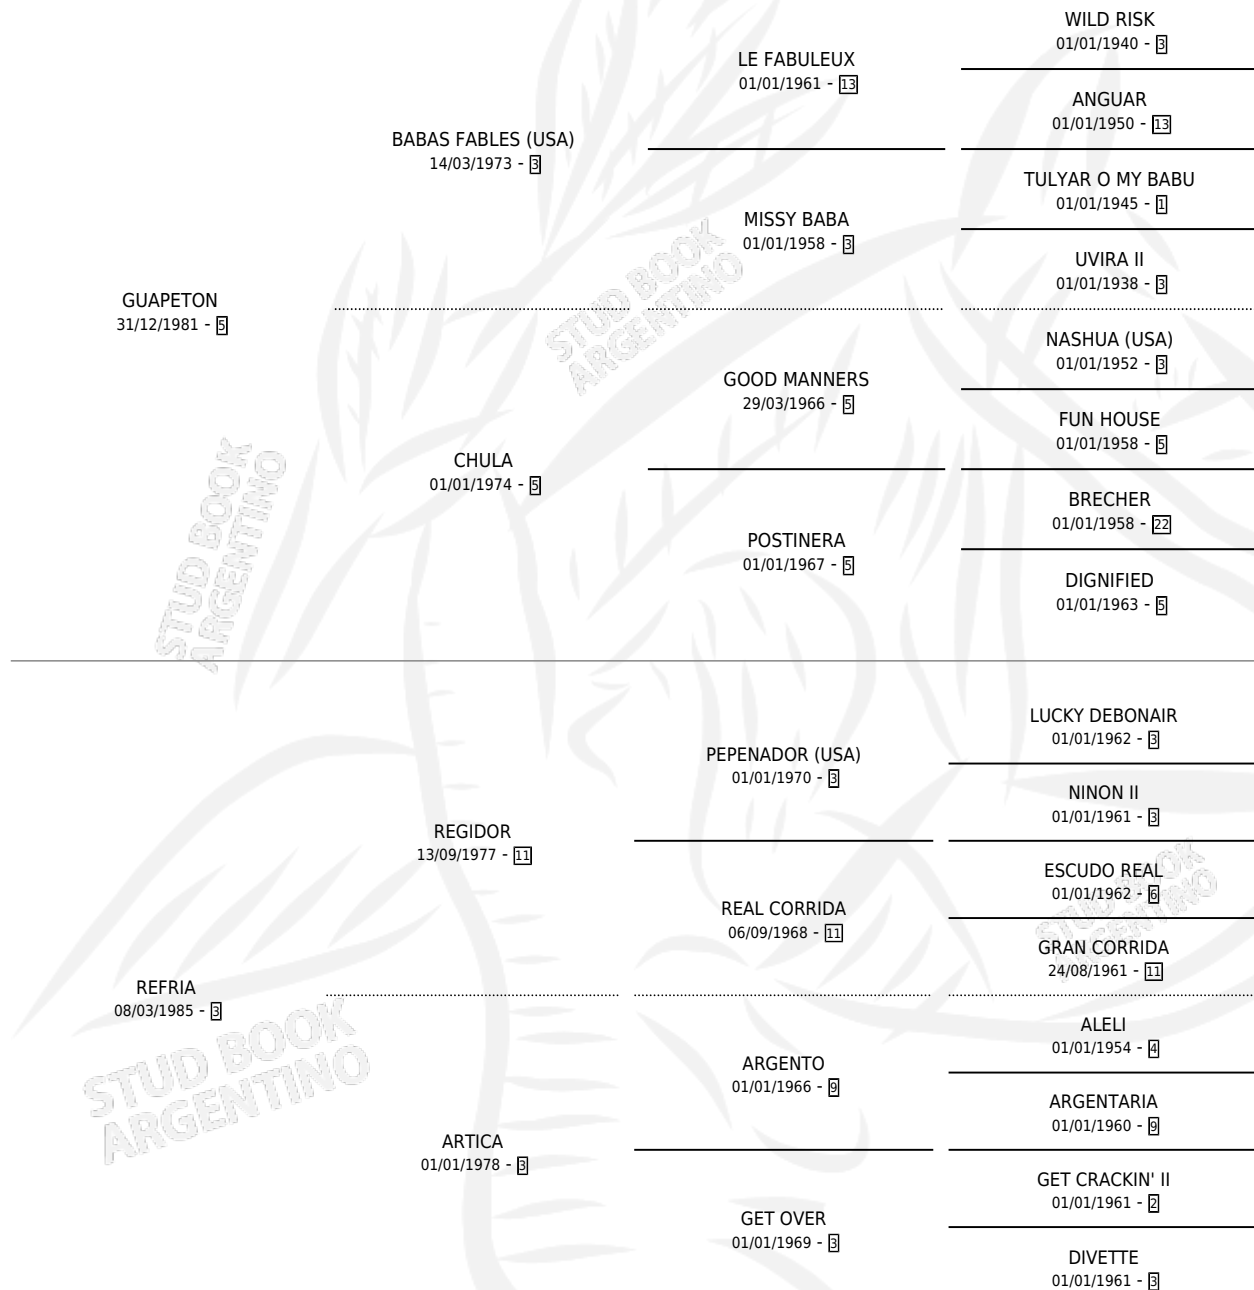 WILD RISK
01/01/1940 - 3
LE FABULEUX
01/01/1961 - 13
ANGUAR
01/01/1950 - 13
BABAS FABLES (USA)
14/03/1973 - 3
TULYAR O MY BABU
01/01/1945 - 1
MISSY BABA
01/01/1958 - 3
UVIRA II
01/01/1938 - 3
GUAPETON
31/12/1981 - 5
NASHUA (USA)
01/01/1952 - 3
GOOD MANNERS
29/03/1966 - 5
FUN HOUSE
01/01/1958 - 5
CHULA
01/01/1974 - 5
BRECHER
01/01/1958 - 22
POSTINERA
01/01/1967 - 5
DIGNIFIED
01/01/1963 - 5
LUCKY DEBONAIR
01/01/1962 - 3
PEPENADOR (USA)
01/01/1970 - 3
NINON II
01/01/1961 - 3
REGIDOR
13/09/1977 - 11
ESCUDO REAL
01/01/1962 - 6
REAL CORRIDA
06/09/1968 - 11
GRAN CORRIDA
24/08/1961 - 11
REFRIA
08/03/1985 - 3
ALELI
01/01/1954 - 4
ARGENTO
01/01/1966 - 9
ARGENTARIA
01/01/1960 - 9
ARTICA
01/01/1978 - 3
GET CRACKIN' II
01/01/1961 - 2
GET OVER
01/01/1969 - 3
DIVETTE
01/01/1961 - 3
STUD BOOK
ARGENTINO
STUD BOOK
ARGENTINO
STUD BOOK
ARGENTINO
STUD BOOK
ARGENTINO